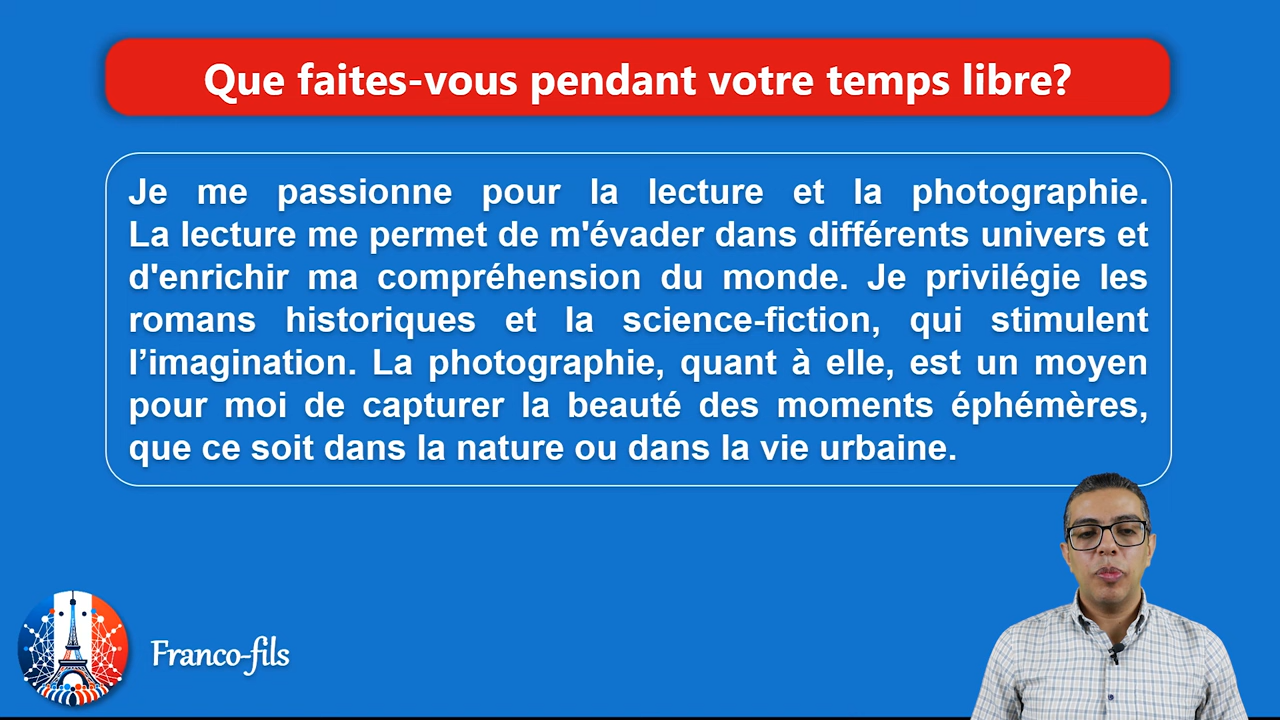 Que faites-vous pendant votre temps libre?
Je me passionne pour la lecture et la photographie.
La lecture me permet de m'évader dans différents univers et
d'enrichir ma compréhension du monde. Je privilégie les
romans historiques et la science-fiction, qui stimulent
l’imagination. La photographie, quant à elle, est un moyen
pour moi de capturer la beauté des moments éphémères,
que ce soit dans la nature ou dans la vie urbaine.
Franco-fils